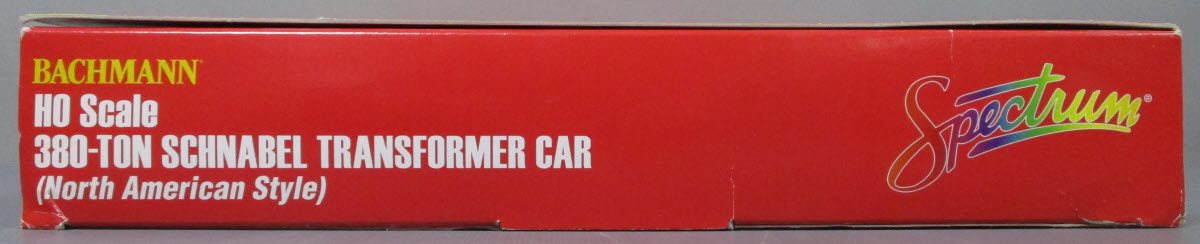 BACHMANN
HO Scale
380-TON SCHNABEL TRANSFORMER CAR
(North American Style)
Spectrum®